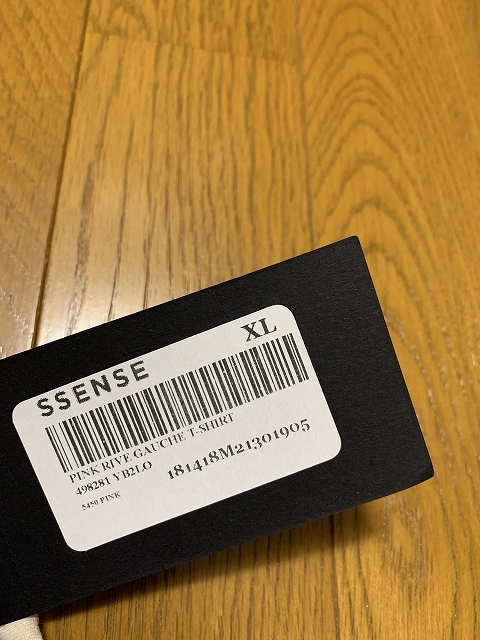 SSENSE XL
PINK RIVE GAUCHE T-SHIRT
498281 YB2LO 181418M21301905
5450 PINK